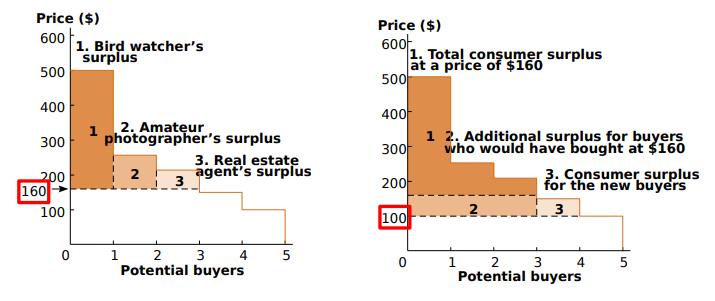 Price ($)
600
500
400
300
200
160
100
0
1
2
3
4
5
Potential buyers
1. Bird watcher's
surplus
2. Amateur
photographer's surplus
3. Real estate
agent's surplus
1
2
3
Price ($)
600
500
400
300
200
100
0
1
2
3
4
5
Potential buyers
1. Total consumer surplus
at a price of $160
2. Additional surplus for buyers
who would have bought at $160
3. Consumer surplus
for the new buyers
1
2
3